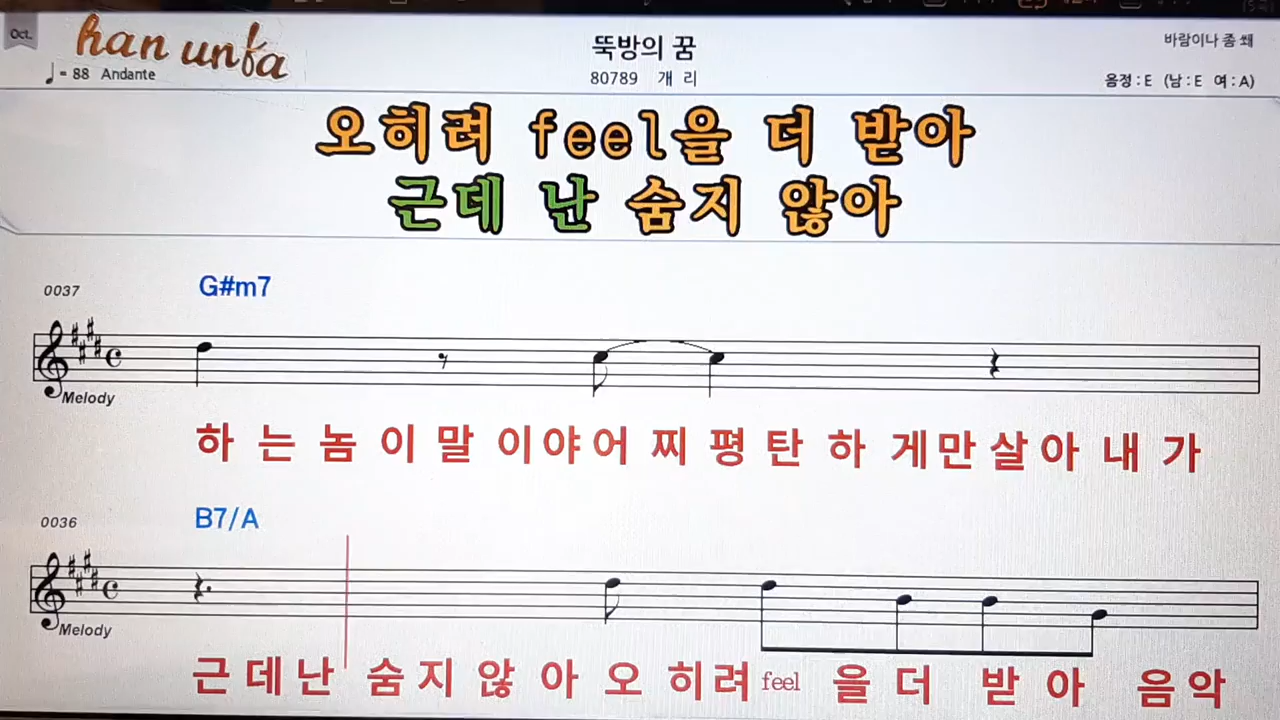 Oct.
han unfa
뚝방의 꿈
바람이나 좀 쐐
= 88 Andante
80789 개 리
음정 : E (남 : E 여 : A)
오히려 feel을 더 받아
근데 난 숨지 않아
0037
G#m7
Melody
하 는 놈 이 말 이야어 찌 평 탄 하 게만살아 내 가
0036
B7/A
Melody
근데난 숨지 않 아 오 히려 feel 을 더 받 아 음악